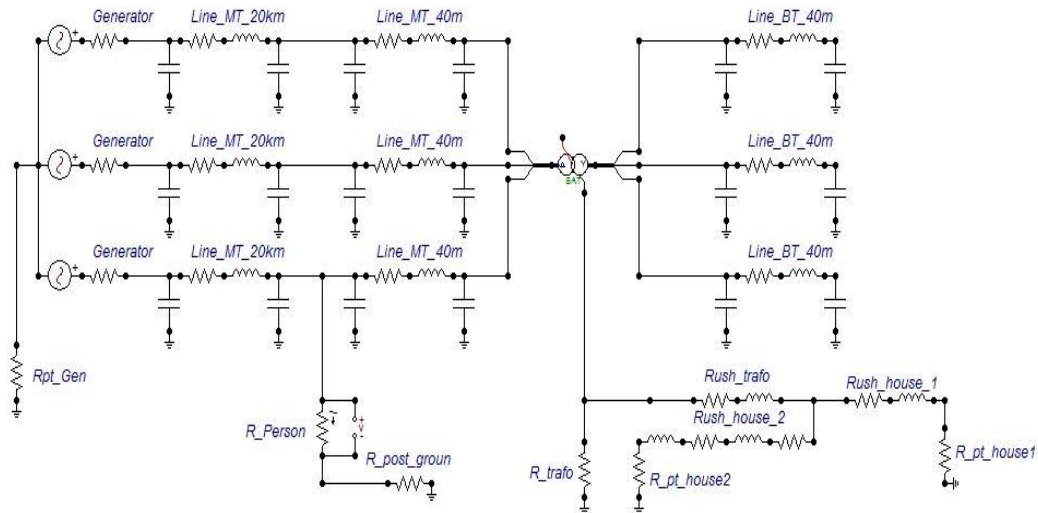 Generator Line_MT_20km Line_MT_40m Line_BT_40m
+
Generator Line_MT_20km Line_MT_40m Line_BT_40m
+
Y
SAT
Generator Line_MT_20km Line_MT_40m Line_BT_40m
+
Rpt_Gen
Rush_trafo
Rush_house_1
Rush_house_2
R_Person
+
V
-
R_post_groun
R_trafo
R_pt_house2
R_pt_house1